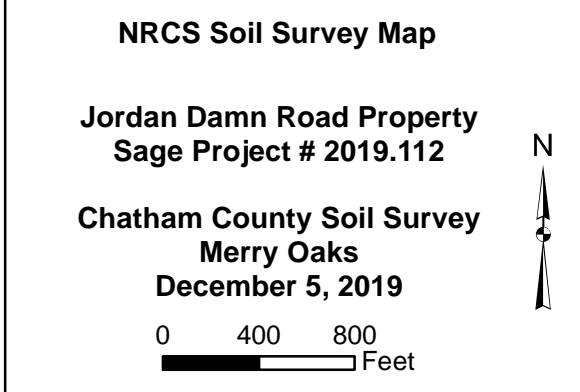 NRCS Soil Survey Map
Jordan Damn Road Property
Sage Project # 2019.112
N
Chatham County Soil Survey
Merry Oaks
December 5, 2019
0 400 800
Feet